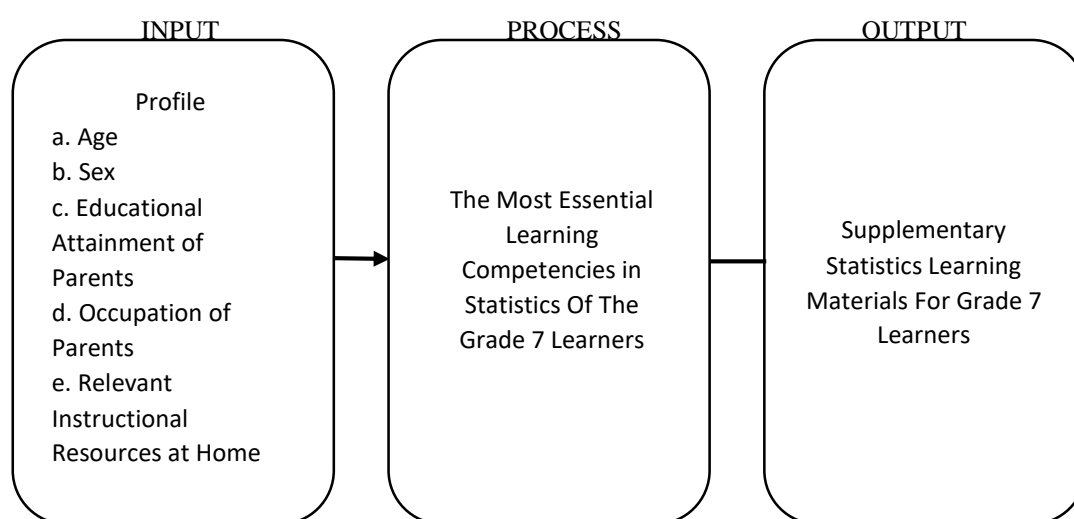 INPUT
PROCESS
OUTPUT
Profile
a. Age
b. Sex
c. Educational
Attainment of
Parents
d. Occupation of
Parents
e. Relevant
Instructional
Resources at Home
The Most Essential
Learning
Competencies in
Statistics Of The
Grade 7 Learners
Supplementary
Statistics Learning
Materials For Grade 7
Learners